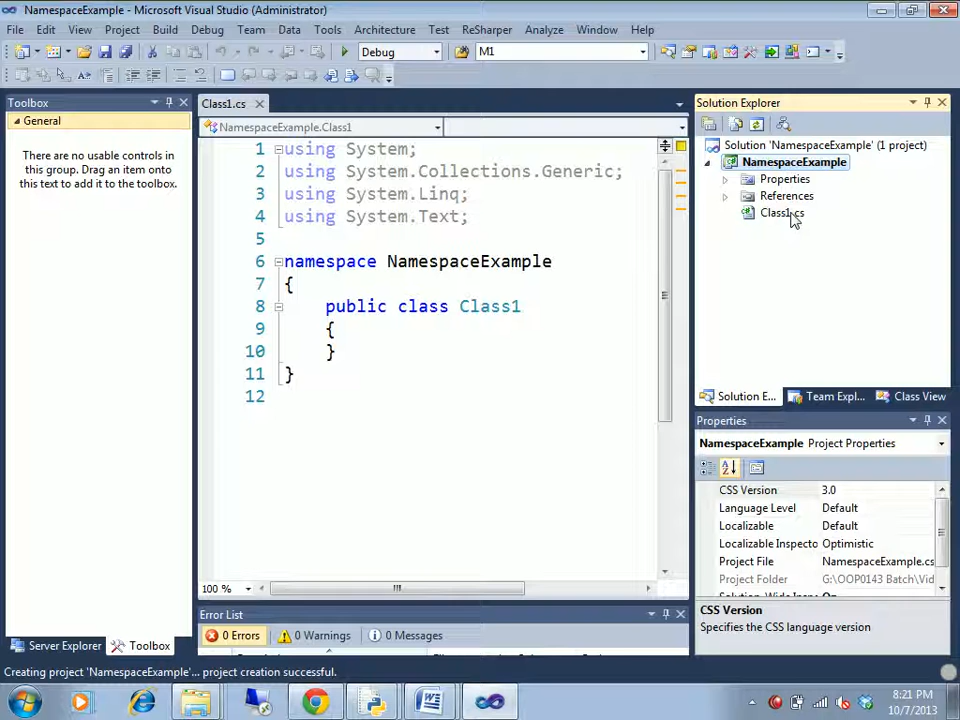 NamespaceExample - Microsoft Visual Studio (Administrator)
File Edit View Project Build Debug Team Data Tools Architecture Test ReSharper Analyze Window Help
Debug M1
Toolbox
General
There are no usable controls in
this group. Drag an item onto
this text to add it to the toolbox.
Server Explorer Toolbox
Class1.cs
NamespaceExample.Class1
1 using System;
2 using System.Collections.Generic;
3 using System.Linq;
4 using System.Text;
5
6 namespace NamespaceExample
7 {
8 public class Class1
9 {
10 }
11 }
12
100 %
Error List
0 Errors 0 Warnings 0 Messages
Solution Explorer
Solution 'NamespaceExample' (1 project)
NamespaceExample
Properties
References
Class1.cs
Solution E... Team Expl... Class View
Properties
NamespaceExample Project Properties
CSS Version 3.0
Language Level Default
Localizable Default
Localizable Inspecto Optimistic
Project File NamespaceExample.cs
Project Folder G:\OOP0143 Batch\Vid
CSS Version
Specifies the CSS language version
Creating project 'NamespaceExample'... project creation successful.
8:21 PM
10/7/2013